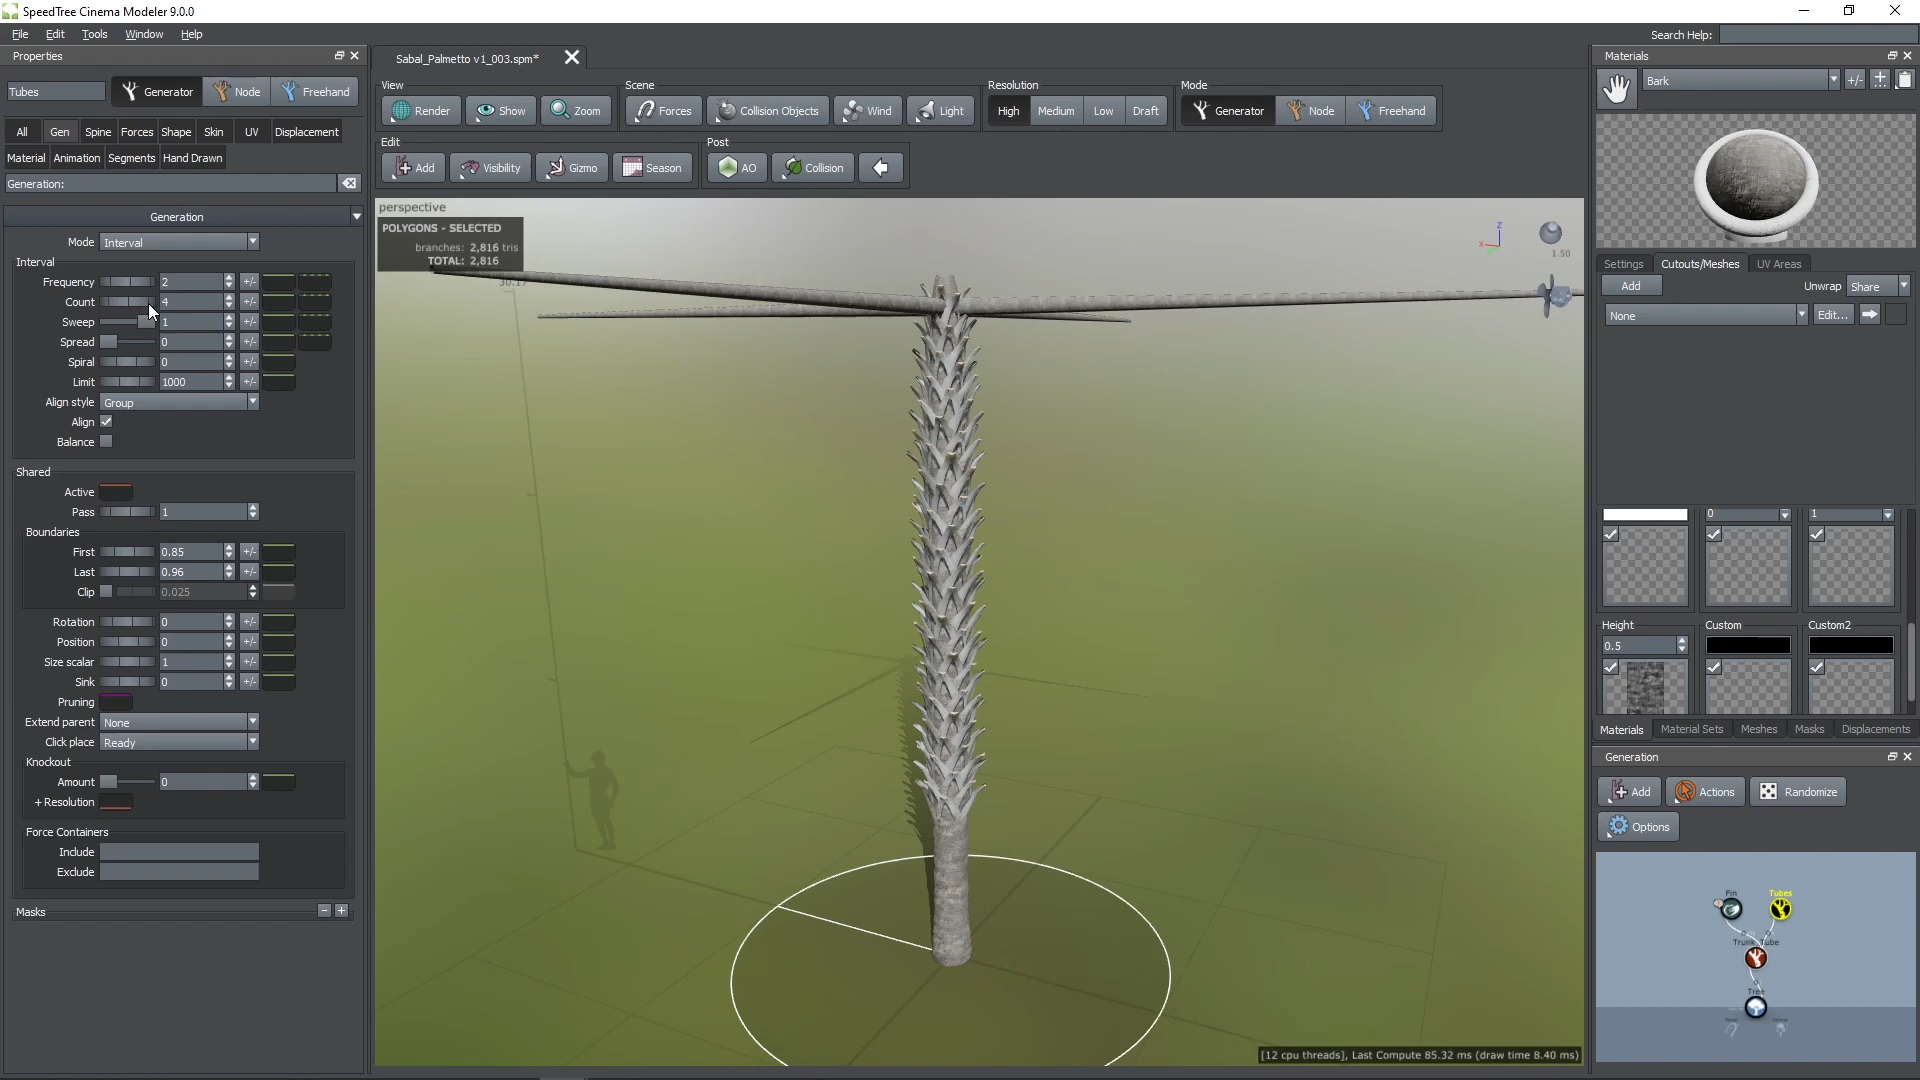 SpeedTree Cinema Modeler 9.0.0
File Edit Tools Window Help Search Help:
Properties
Sabal_Palmetto v1_003.spm*
Materials
Tubes Generator Node Freehand
View
Render Show Zoom
Scene
Forces Collision Objects Wind Light
Resolution
High Medium Low Draft
Mode
Generator Node Freehand
Bark +/-
All Gen Spine Forces Shape Skin UV Displacement
Material Animation Segments Hand Drawn
Edit
Add Visibility Gizmo Season
Post
AO Collision
Generation:
Generation
Mode Interval
Interval
Frequency 2 +/-
Count 4 +/-
Sweep 1 +/-
Spread 0 +/-
Spiral 0 +/-
Limit 1000 +/-
Align style Group
Align
Balance
Shared
Active
Pass 1
Boundaries
First 0.85 +/-
Last 0.96 +/-
Clip 0.025
Rotation 0 +/-
Position 0 +/-
Size scalar 1 +/-
Sink 0 +/-
Pruning
Extend parent None
Click place Ready
Knockout
Amount 0
+ Resolution
Force Containers
Include
Exclude
Masks - +
perspective
POLYGONS - SELECTED
branches: 2,816 tris
TOTAL: 2,816
30.17
Z
X
1.50
[12 cpu threads], Last Compute 85.32 ms (draw time 8.40 ms)
Settings Cutouts/Meshes UV Areas
Add Unwrap Share
None Edit...
0 1
Height Custom Custom2
0.5
Materials Material Sets Meshes Masks Displacements
Generation
Add Actions Randomize
Options
Fin Tubes
Trunk Tube
Tree